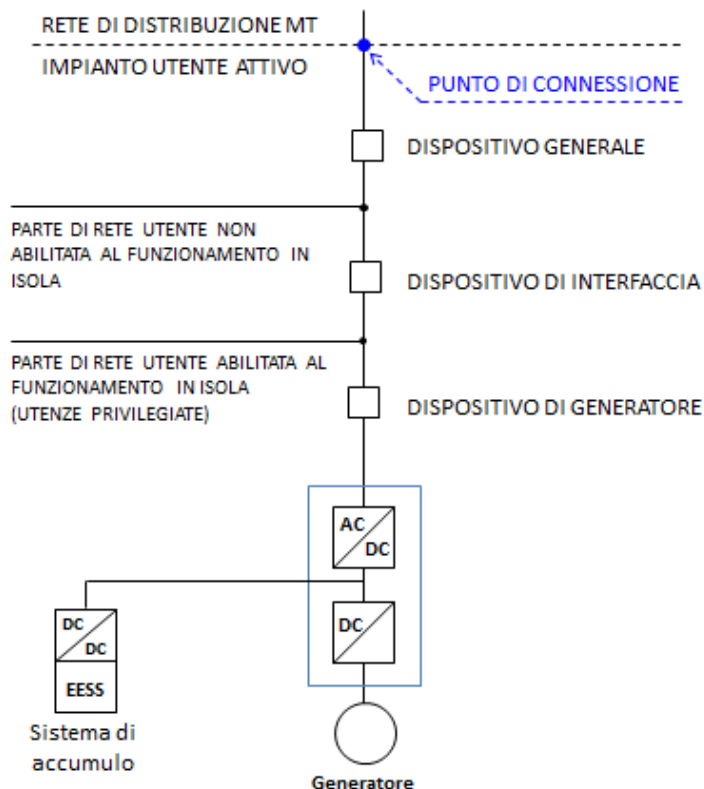 RETE DI DISTRIBUZIONE MT
IMPIANTO UTENTE ATTIVO
PUNTO DI CONNESSIONE
DISPOSITIVO GENERALE
PARTE DI RETE UTENTE NON
ABILITATA AL FUNZIONAMENTO IN
ISOLA
DISPOSITIVO DI INTERFACCIA
PARTE DI RETE UTENTE ABILITATA AL
FUNZIONAMENTO IN ISOLA
(UTENZE PRIVILEGIATE)
DISPOSITIVO DI GENERATORE
AC
DC
DC
DC
DC
EESS
Sistema di
accumulo
Generatore